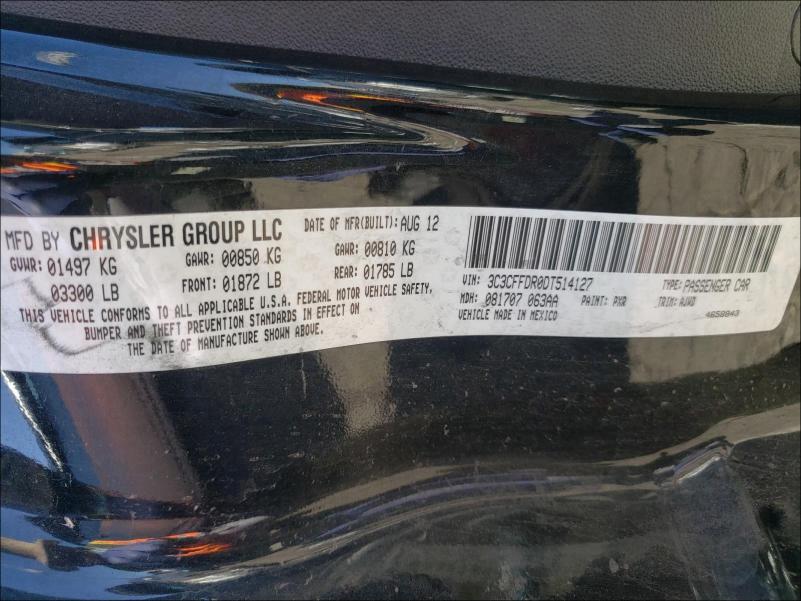 MFD BY CHRYSLER GROUP LLC
DATE OF MFR(BUILT): AUG 12
GVWR: 01497 KG
GAWR: 00850 KG
GAWR: 00810 KG
03300 LB
FRONT: 01872 LB
REAR: 01785 LB
THIS VEHICLE CONFORMS TO ALL APPLICABLE U.S.A. FEDERAL MOTOR VEHICLE SAFETY,
BUMPER AND THEFT PREVENTION STANDARDS IN EFFECT ON
THE DATE OF MANUFACTURE SHOWN ABOVE.
VIN: 3C3CFFDR0DT514127
TYPE: PASSENGER CAR
MDH: 081707 063AA
PAINT: PXR
TRIM: AJWD
VEHICLE MADE IN MEXICO
4658843